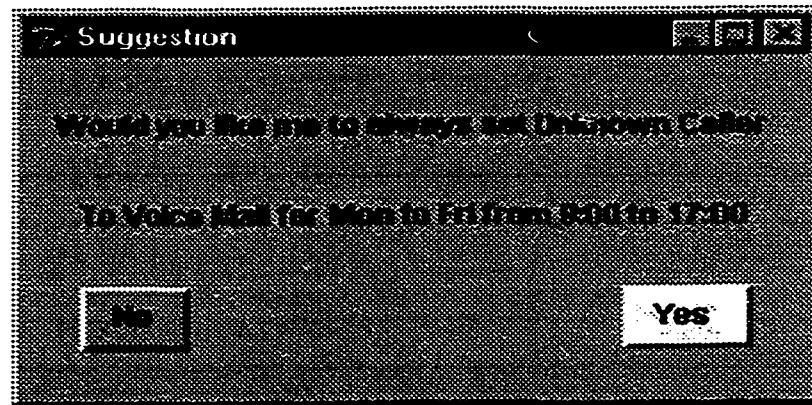 Suggestion
Would you like me to always set Unknown Caller
To Voice Mail for Mon to Fri from 8:00 to 17:00
No
Yes